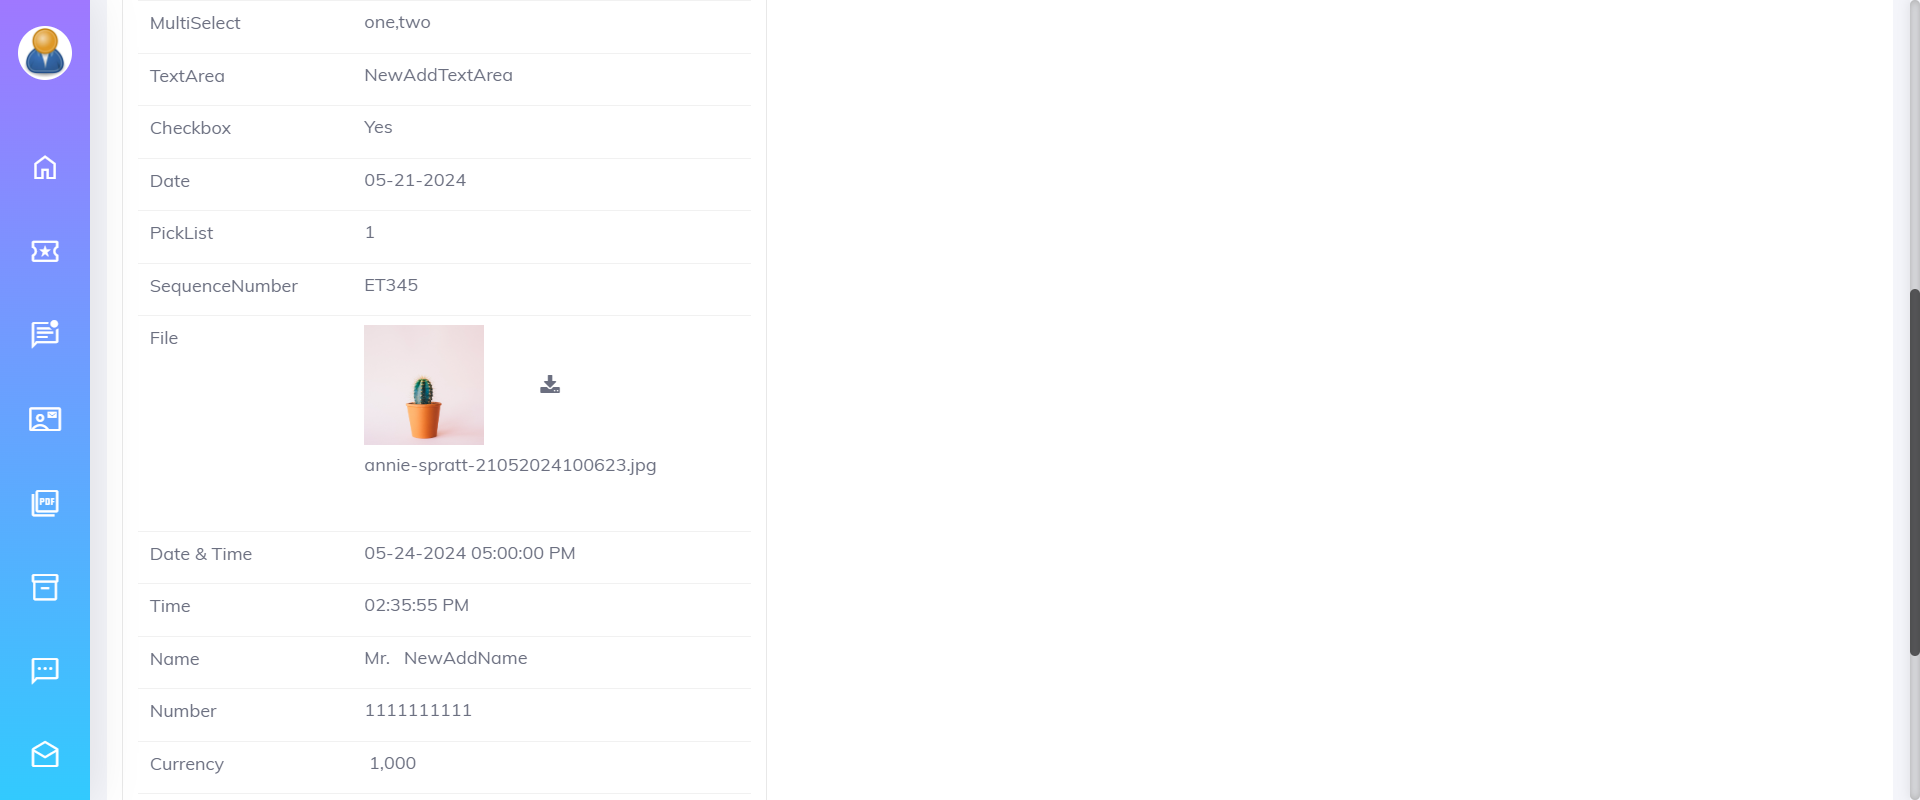 MultiSelect one,two
TextArea NewAddTextArea
Checkbox Yes
Date 05-21-2024
PickList 1
SequenceNumber ET345
File
annie-spratt-21052024100623.jpg
Date & Time 05-24-2024 05:00:00 PM
Time 02:35:55 PM
Name Mr. NewAddName
Number 1111111111
Currency 1,000
PDF